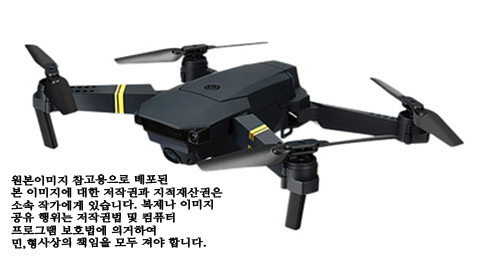 원본이미지 참고용으로 배포된
본 이미지에 대한 저작권과 지적재산권은
소속 작가에게 있습니다. 복제나 이미지
공유 행위는 저작권법 및 컴퓨터
프로그램 보호법에 의거하여
민,형사상의 책임을 모두 져야 합니다.